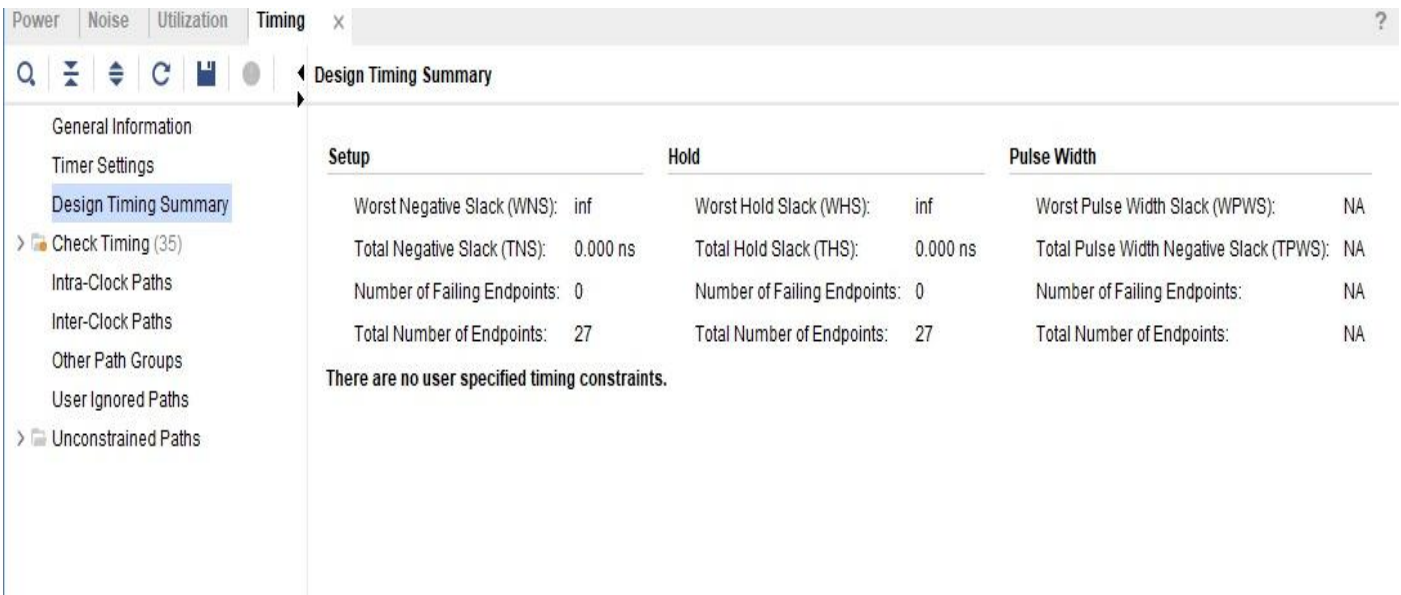 Power Noise Utilization Timing ?
Design Timing Summary
General Information
Timer Settings
Design Timing Summary
Check Timing (35)
Intra-Clock Paths
Inter-Clock Paths
Other Path Groups
User Ignored Paths
Unconstrained Paths
Setup Hold Pulse Width
Worst Negative Slack (WNS): inf Worst Hold Slack (WHS): inf Worst Pulse Width Slack (WPWS): NA
Total Negative Slack (TNS): 0.000 ns Total Hold Slack (THS): 0.000 ns Total Pulse Width Negative Slack (TPWS): NA
Number of Failing Endpoints: 0 Number of Failing Endpoints: 0 Number of Failing Endpoints: NA
Total Number of Endpoints: 27 Total Number of Endpoints: 27 Total Number of Endpoints: NA
There are no user specified timing constraints.